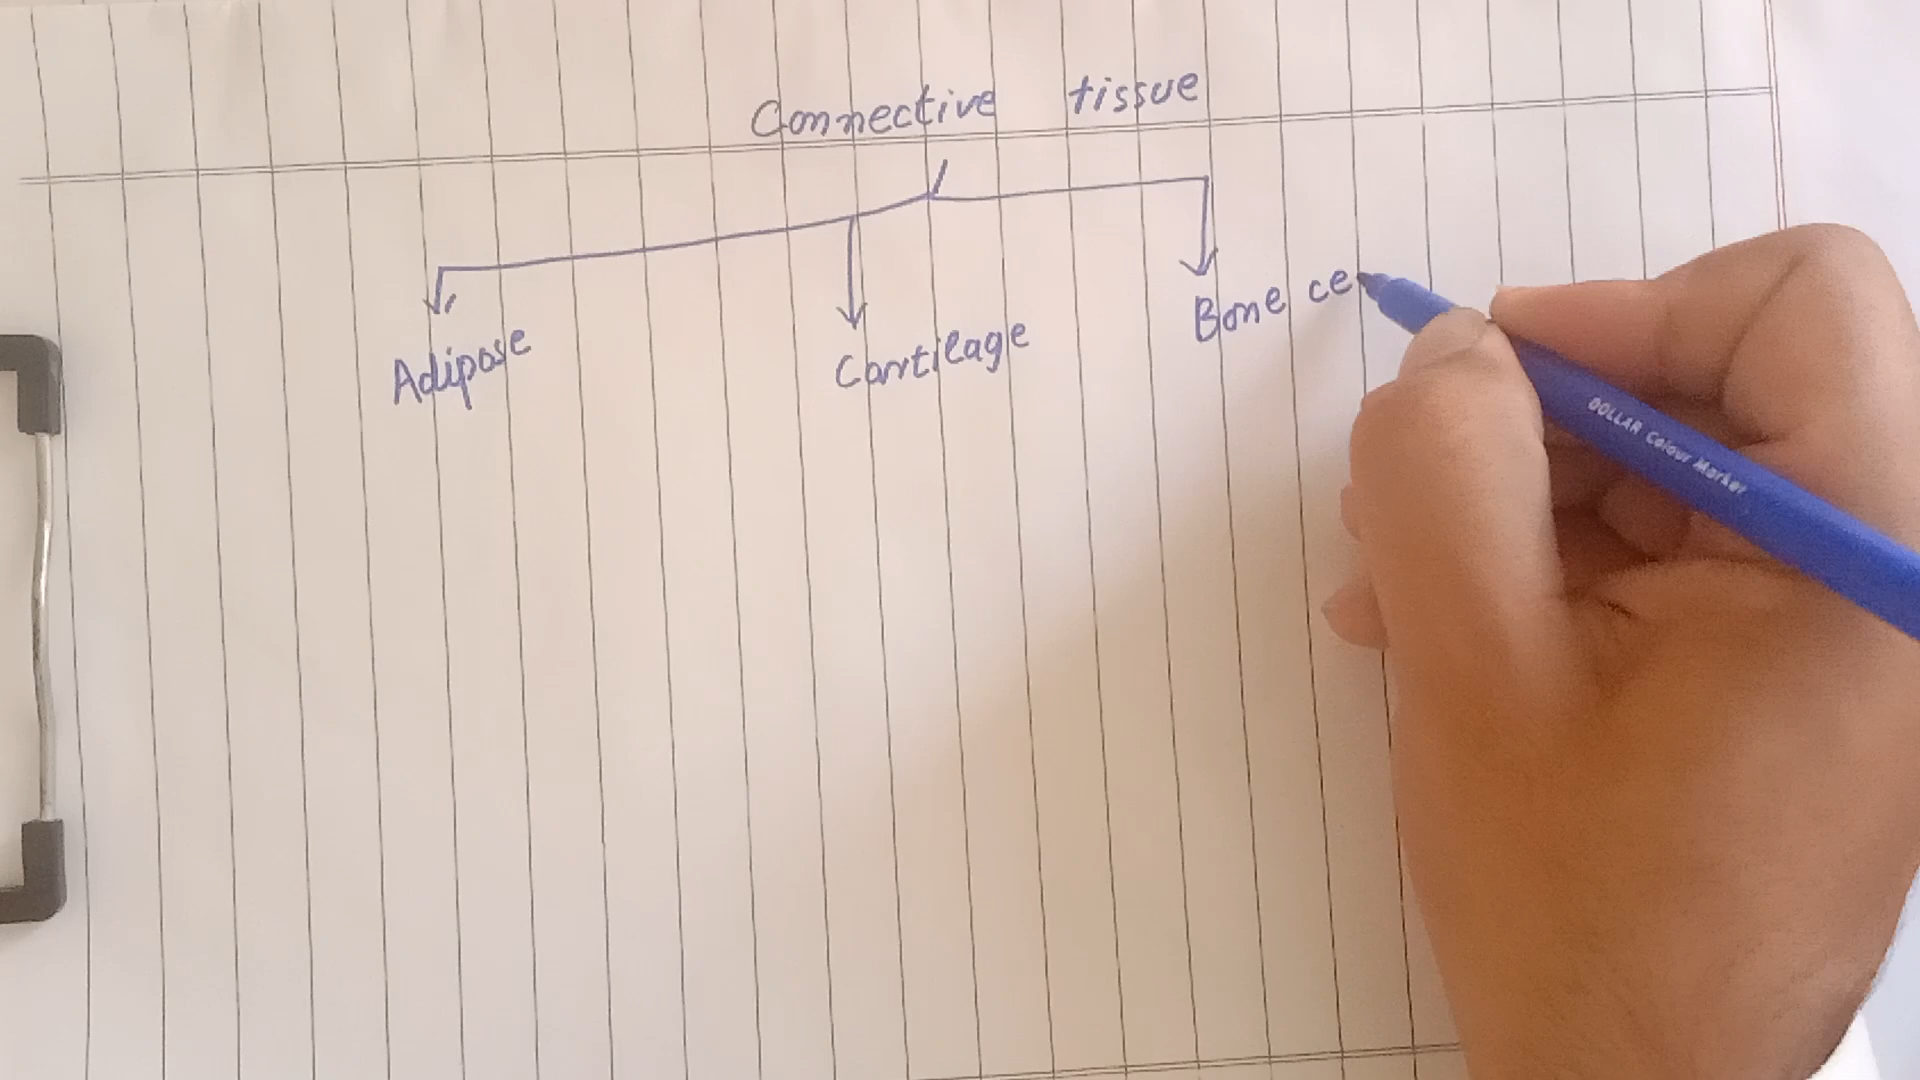 Connective tissue
Adipose
Cartilage
Bone ce
DOLLAR Colour Marker